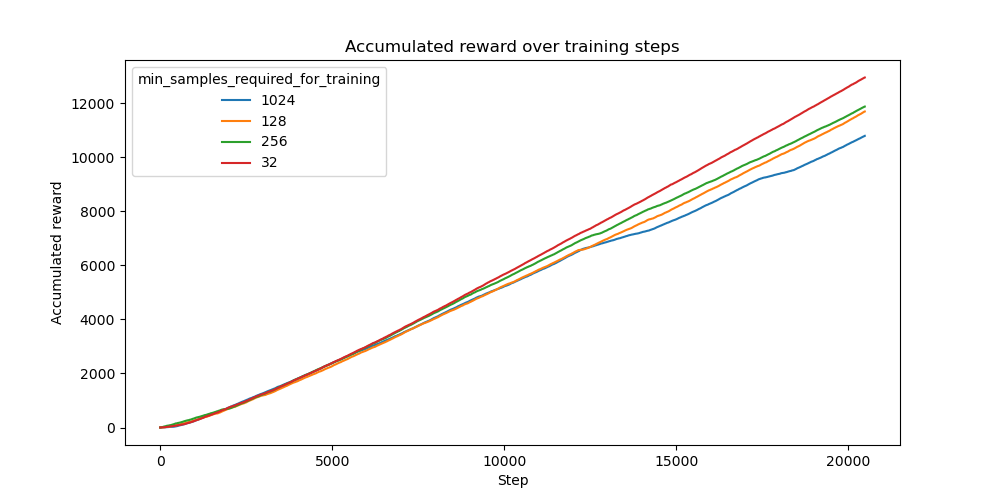 Accumulated reward over training steps
min_samples_required_for_training
1024
128
256
32
12000
10000
8000
6000
4000
2000
0
Accumulated reward
0 5000 10000 15000 20000
Step